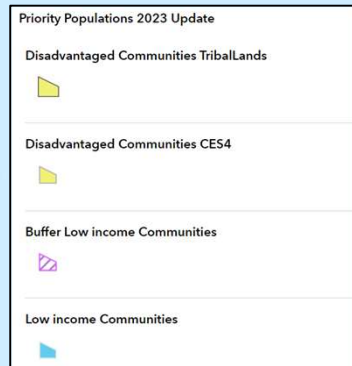 Priority Populations 2023 Update
Disadvantaged Communities TribalLands
Disadvantaged Communities CES4
Buffer Low income Communities
Low income Communities